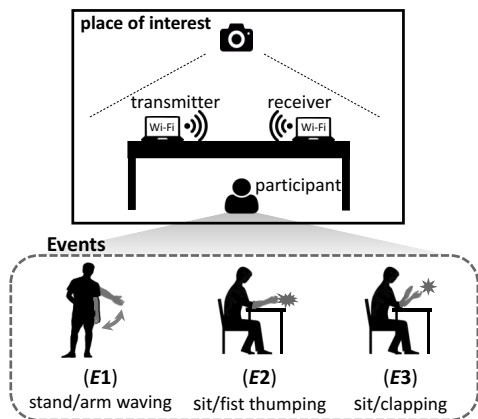 place of interest
transmitter receiver
Wi-Fi Wi-Fi
participant
Events
(E1) (E2) (E3)
stand/arm waving sit/fist thumping sit/clapping